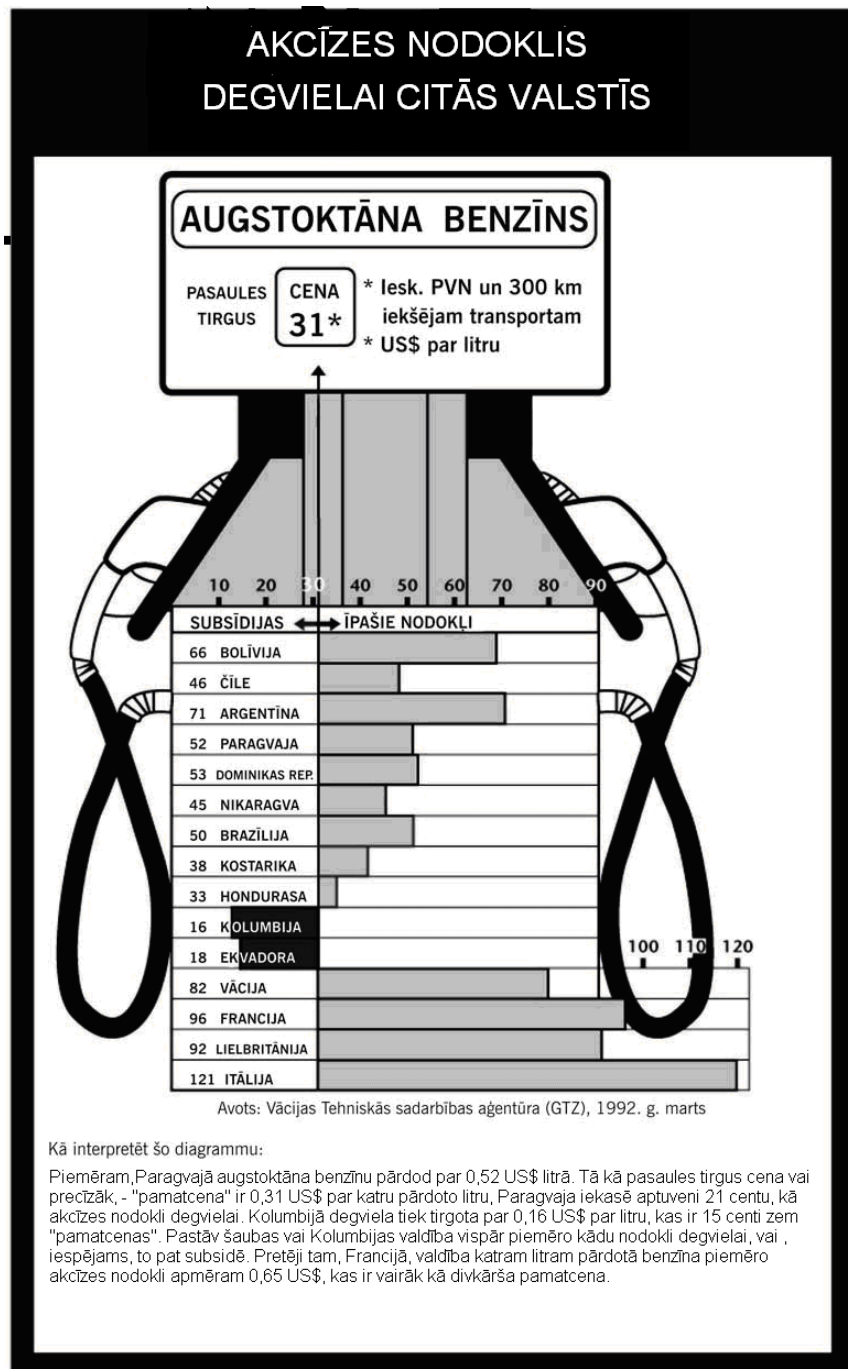 AKCĪZES NODOKLIS
DEGVIELAI CITĀS VALSTĪS
AUGSTOKTĀNA BENZĪNS
PASAULES TIRGUS
CENA 31*
* Iesk. PVN un 300 km
iekšējam transportam
* US$ par litru
10 20 30 40 50 60 70 80 90
SUBSĪDIJAS ĪPAŠIE NODOKĻI
66 BOLĪVIJA
46 ČĪLE
71 ARGENTĪNA
52 PARAGVAJA
53 DOMINIKAS REP.
45 NIKARAGVA
50 BRAZĪLIJA
38 KOSTARIKA
33 HONDURASA
16 KOLUMBIJA
18 EKVADORA
100 110 120
82 VĀCIJA
96 FRANCIJA
92 LIELBRITĀNIJA
121 ITĀLIJA
Avots: Vācijas Tehniskās sadarbības aģentūra (GTZ), 1992. g. marts
Kā interpretēt šo diagrammu:
Piemēram,Paragvajā augstoktāna benzīnu pārdod par 0,52 US$ litrā. Tā kā pasaules tirgus cena vai
precīzāk, - "pamatcena" ir 0,31 US$ par katru pārdoto litru, Paragvaja iekasē aptuveni 21 centu, kā
akcīzes nodokli degvielai. Kolumbijā degviela tiek tirgota par 0,16 US$ par litru, kas ir 15 centi zem
"pamatcenas". Pastāv šaubas vai Kolumbijas valdība vispār piemēro kādu nodokli degvielai, vai ,
iespējams, to pat subsidē. Pretēji tam, Francijā, valdība katram litram pārdotā benzīna piemēro
akcīzes nodokli apmēram 0,65 US$, kas ir vairāk kā divkārša pamatcena.